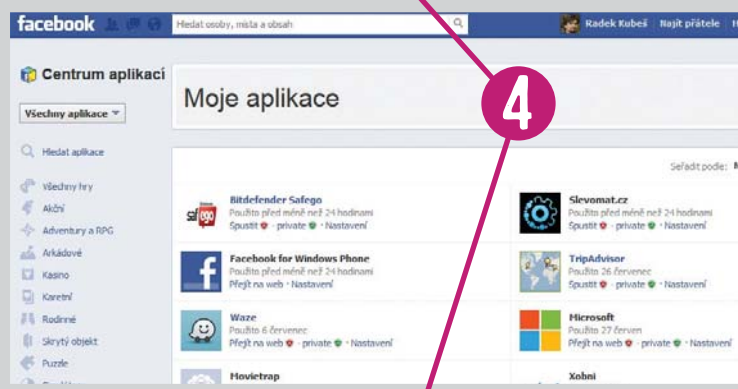 facebook
Hledat osoby, místa a obsah
Radek Kubeš Najít přátele
Centrum aplikací
Všechny aplikace
Hledat aplikace
Všechny hry
Akční
Adventury a RPG
Arkádové
Kasino
Karetní
Rodinné
Skrytý objekt
Puzzle
Moje aplikace
4
Seřadit podle:
Bitdefender Safego
Použito před méně než 24 hodinami
Spustit · private · Nastavení
Facebook for Windows Phone
Použito před méně než 24 hodinami
Přejít na web · Nastavení
Waze
Použito 6 červenec
Přejít na web · private · Nastavení
Movietrap
Slevomat.cz
Použito před méně než 24 hodinami
Spustit · private · Nastavení
TripAdvisor
Použito 26 červenec
Spustit · private · Nastavení
Microsoft
Použito 27 červen
Přejít na web · private · Nastavení
Xobni